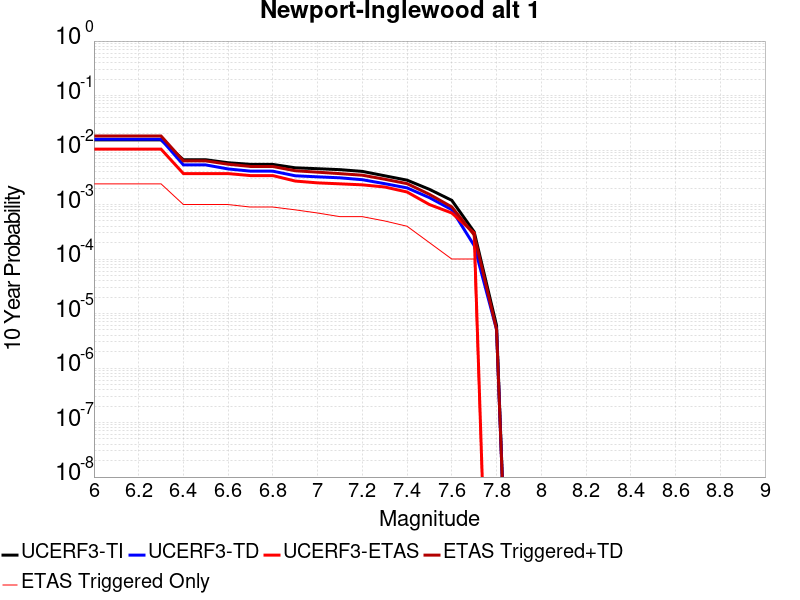 Newport-Inglewood alt 1
10 0
10 -1
10 -2
10 -3
10 -4
10 -5
10 -6
10 -7
10 -8
10 Year Probability
6 6.2 6.4 6.6 6.8 7 7.2 7.4 7.6 7.8 8 8.2 8.4 8.6 8.8 9
Magnitude
UCERF3-TI UCERF3-TD UCERF3-ETAS ETAS Triggered+TD
ETAS Triggered Only